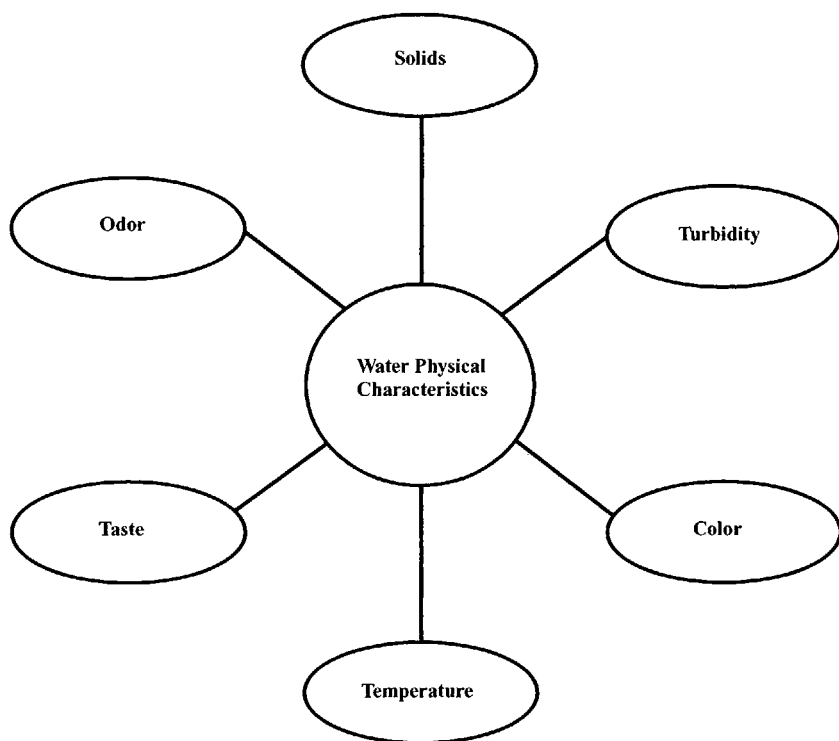 Solids
Odor
Turbidity
Water Physical
Characteristics
Taste
Color
Temperature